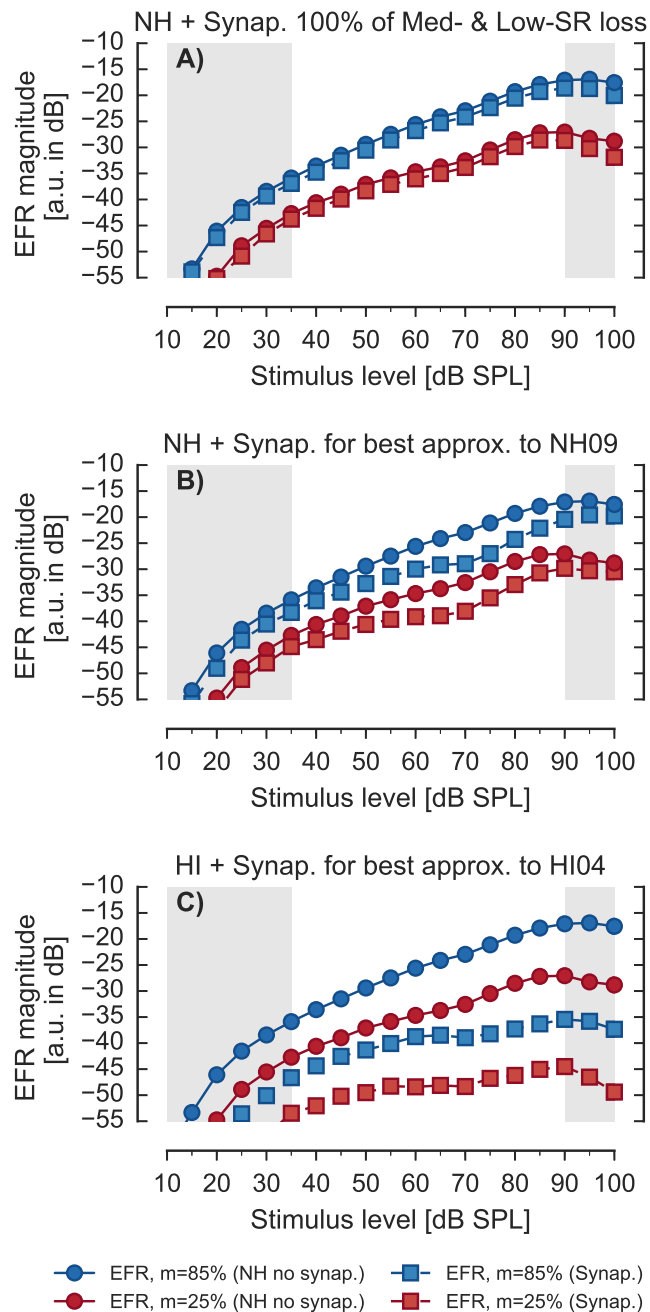 NH + Synap. 100% of Med- & Low-SR loss
A)
EFR magnitude
[a.u. in dB]
−10
−15
−20
−25
−30
−35
−40
−45
−50
−55
10 20 30 40 50 60 70 80 90 100
Stimulus level [dB SPL]
NH + Synap. for best approx. to NH09
B)
EFR magnitude
[a.u. in dB]
−10
−15
−20
−25
−30
−35
−40
−45
−50
−55
10 20 30 40 50 60 70 80 90 100
Stimulus level [dB SPL]
HI + Synap. for best approx. to HI04
C)
EFR magnitude
[a.u. in dB]
−10
−15
−20
−25
−30
−35
−40
−45
−50
−55
10 20 30 40 50 60 70 80 90 100
Stimulus level [dB SPL]
EFR, m=85% (NH no synap.) EFR, m=85% (Synap.)
EFR, m=25% (NH no synap.) EFR, m=25% (Synap.)